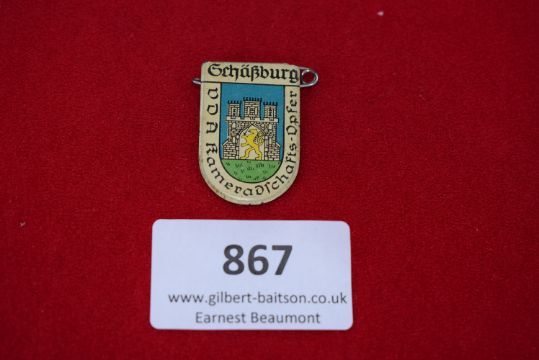 Schäßburg
VDA Kameradschafts-Opfer
867
www.gilbert-baitson.co.uk
Earnest Beaumont